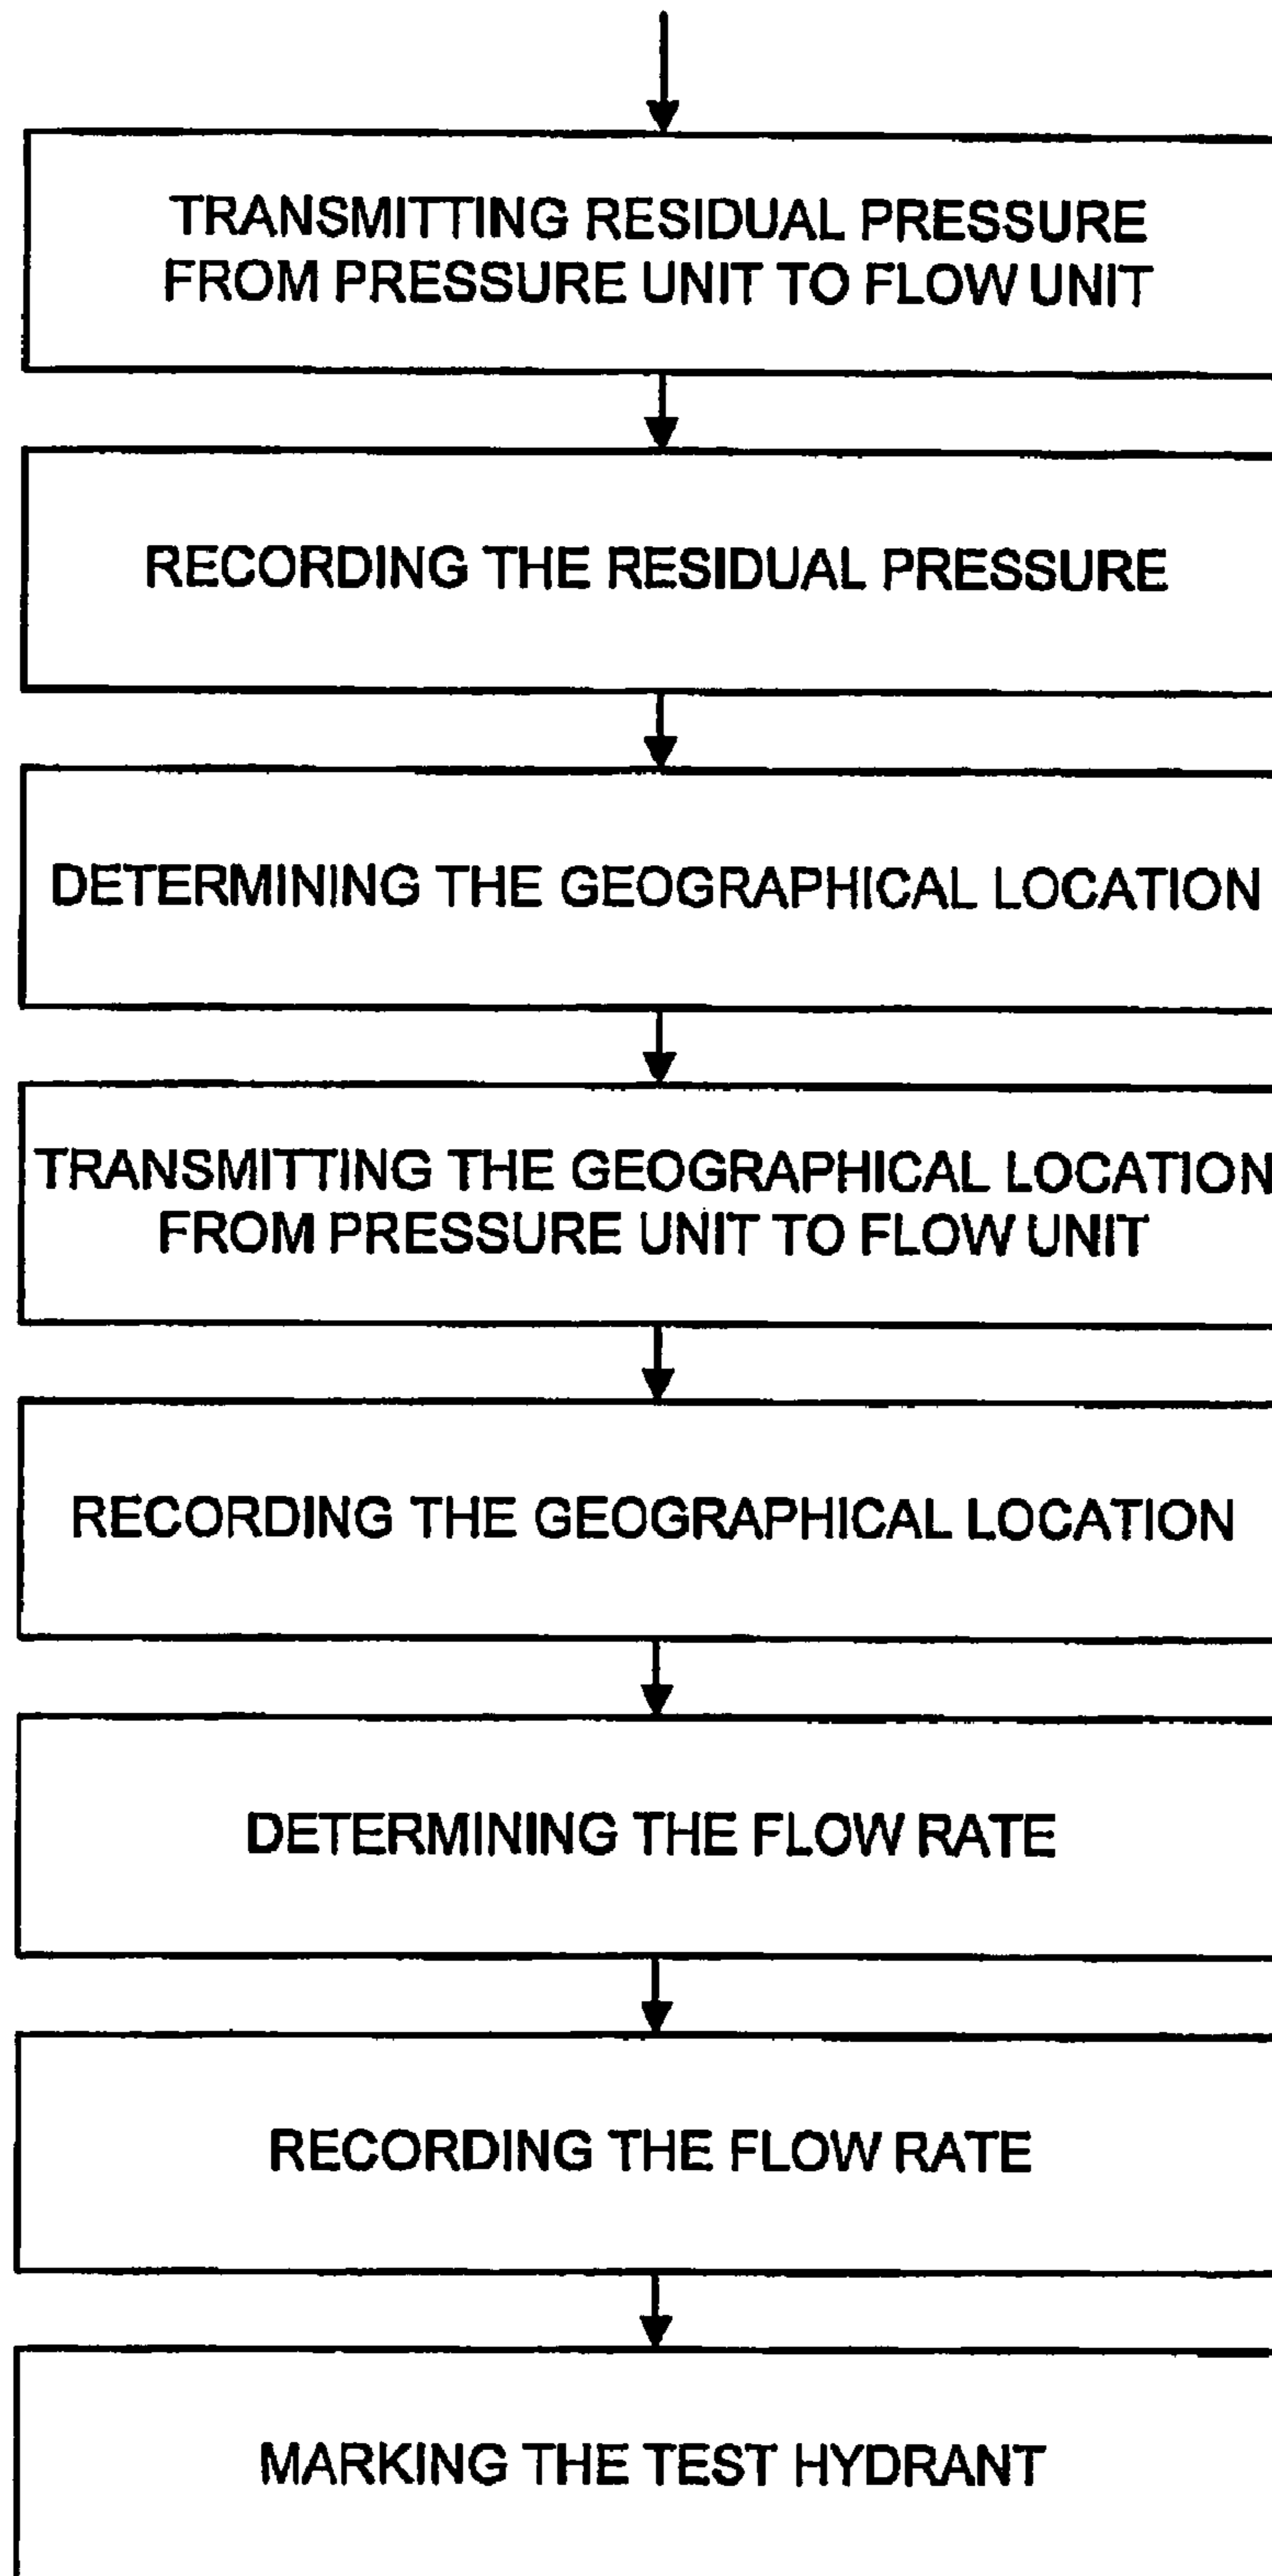 TRANSMITTING RESIDUAL PRESSURE
FROM PRESSURE UNIT TO FLOW UNIT
RECORDING THE RESIDUAL PRESSURE
DETERMINING THE GEOGRAPHICAL LOCATION
TRANSMITTING THE GEOGRAPHICAL LOCATION
FROM PRESSURE UNIT TO FLOW UNIT
RECORDING THE GEOGRAPHICAL LOCATION
DETERMINING THE FLOW RATE
RECORDING THE FLOW RATE
MARKING THE TEST HYDRANT